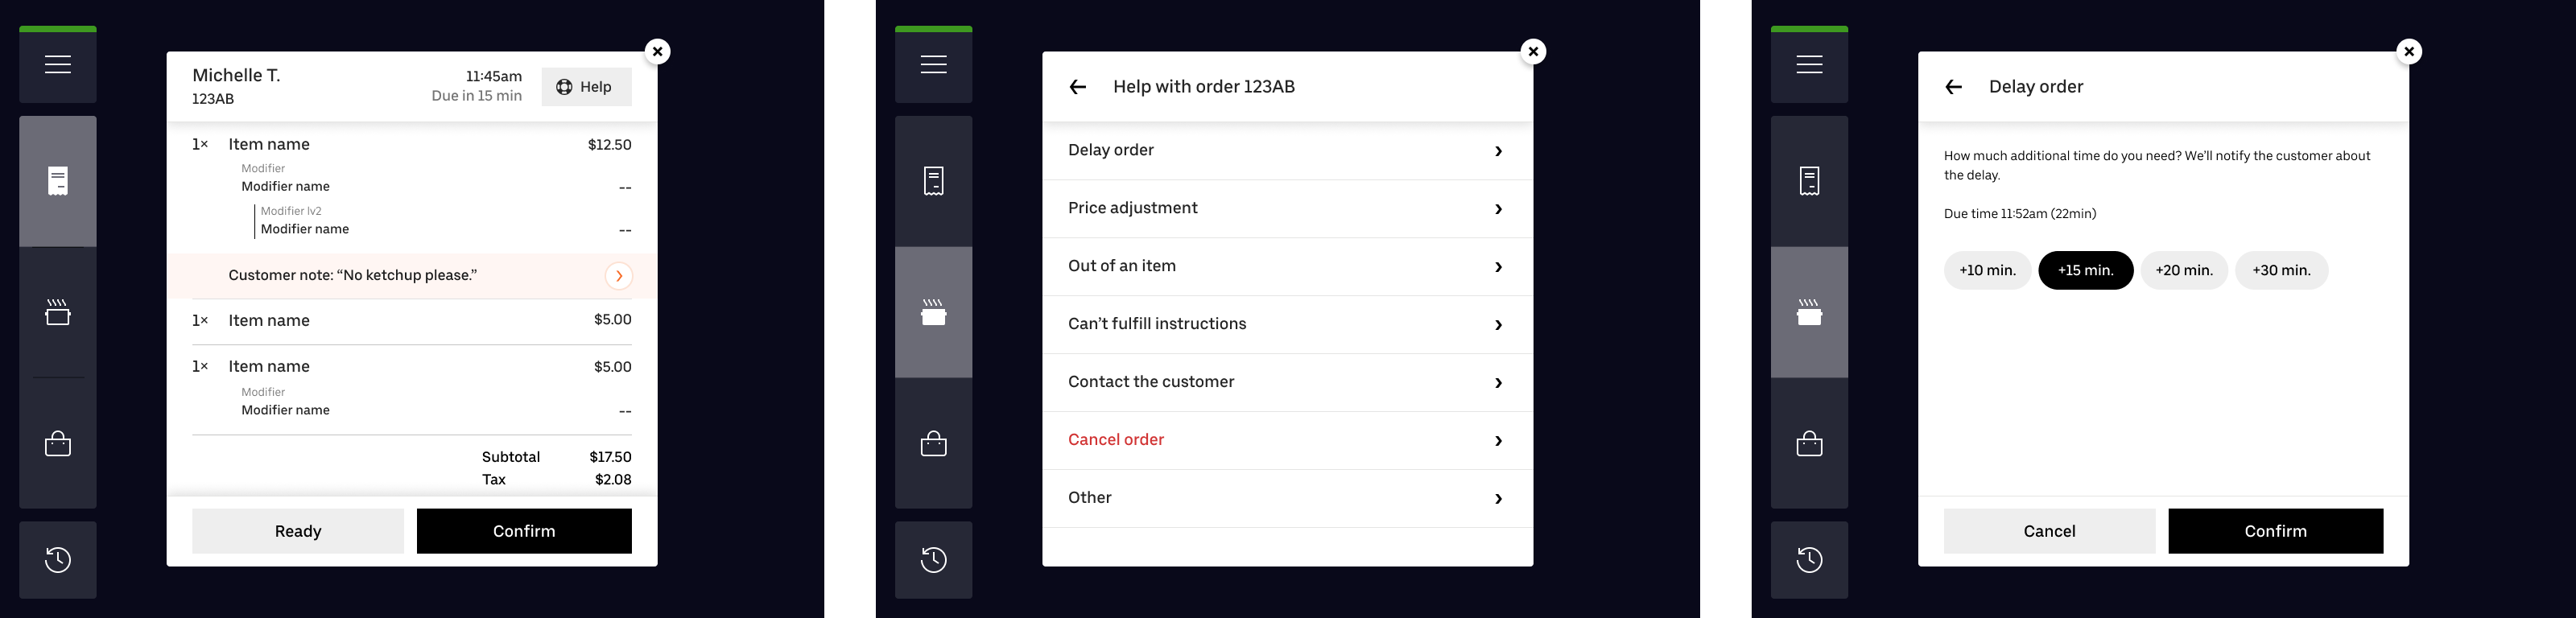 Michelle T.
123AB
11:45am
Due in 15 min
Help
1× Item name $12.50
Modifier
Modifier name --
Modifier lv2
Modifier name --
Customer note: “No ketchup please.”
1× Item name $5.00
1× Item name $5.00
Modifier
Modifier name --
Subtotal $17.50
Tax $2.08
Ready
Confirm
Help with order 123AB
Delay order
Price adjustment
Out of an item
Can’t fulfill instructions
Contact the customer
Cancel order
Other
Delay order
How much additional time do you need? We’ll notify the customer about
the delay.
Due time 11:52am (22min)
+10 min. +15 min. +20 min. +30 min.
Cancel
Confirm